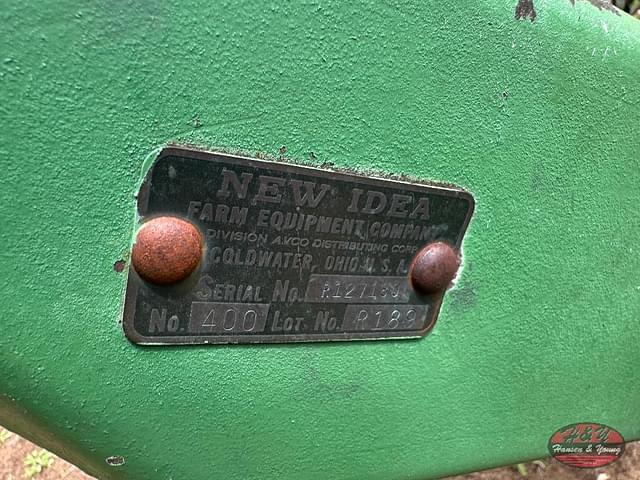 NEW IDEA
FARM EQUIPMENT COMPANY
DIVISION AVCO DISTRIBUTING CORP.
COLDWATER, OHIO U.S.A.
SERIAL NO.
No. 400 LOT NO. R189
H&Y
Hansen & Young